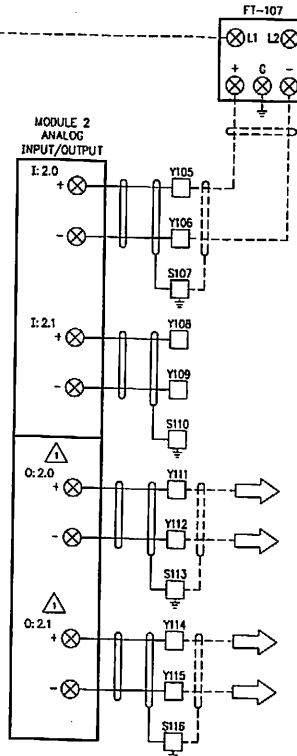 FT-107
L1 L2
+ G -
MODULE 2
ANALOG
INPUT/OUTPUT
I: 2.0
+ Y105
- Y106
S107
I: 2.1
+ Y108
- Y109
S110
1
O: 2.0
+ Y111
- Y112
S113
1
O: 2.1
+ Y114
- Y115
S116